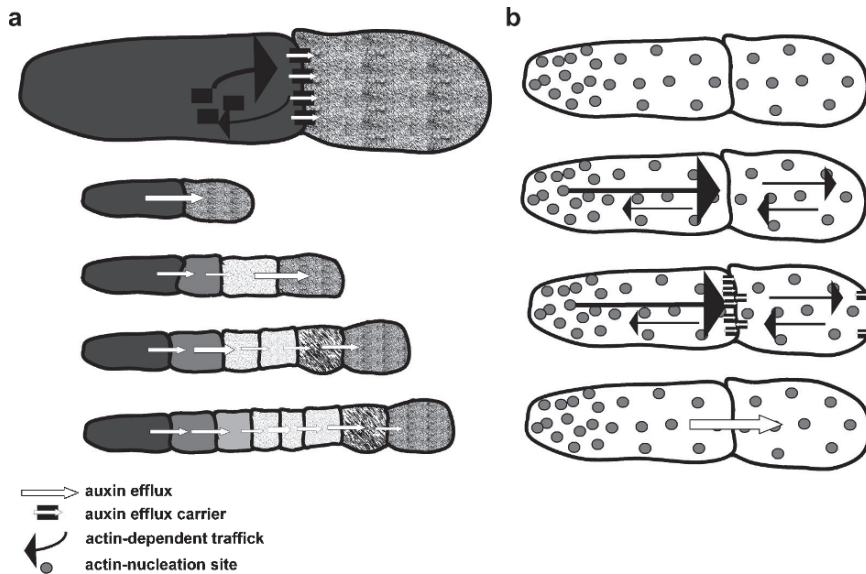 a
b
auxin efflux
auxin efflux carrier
actin-dependent traffick
actin-nucleation site